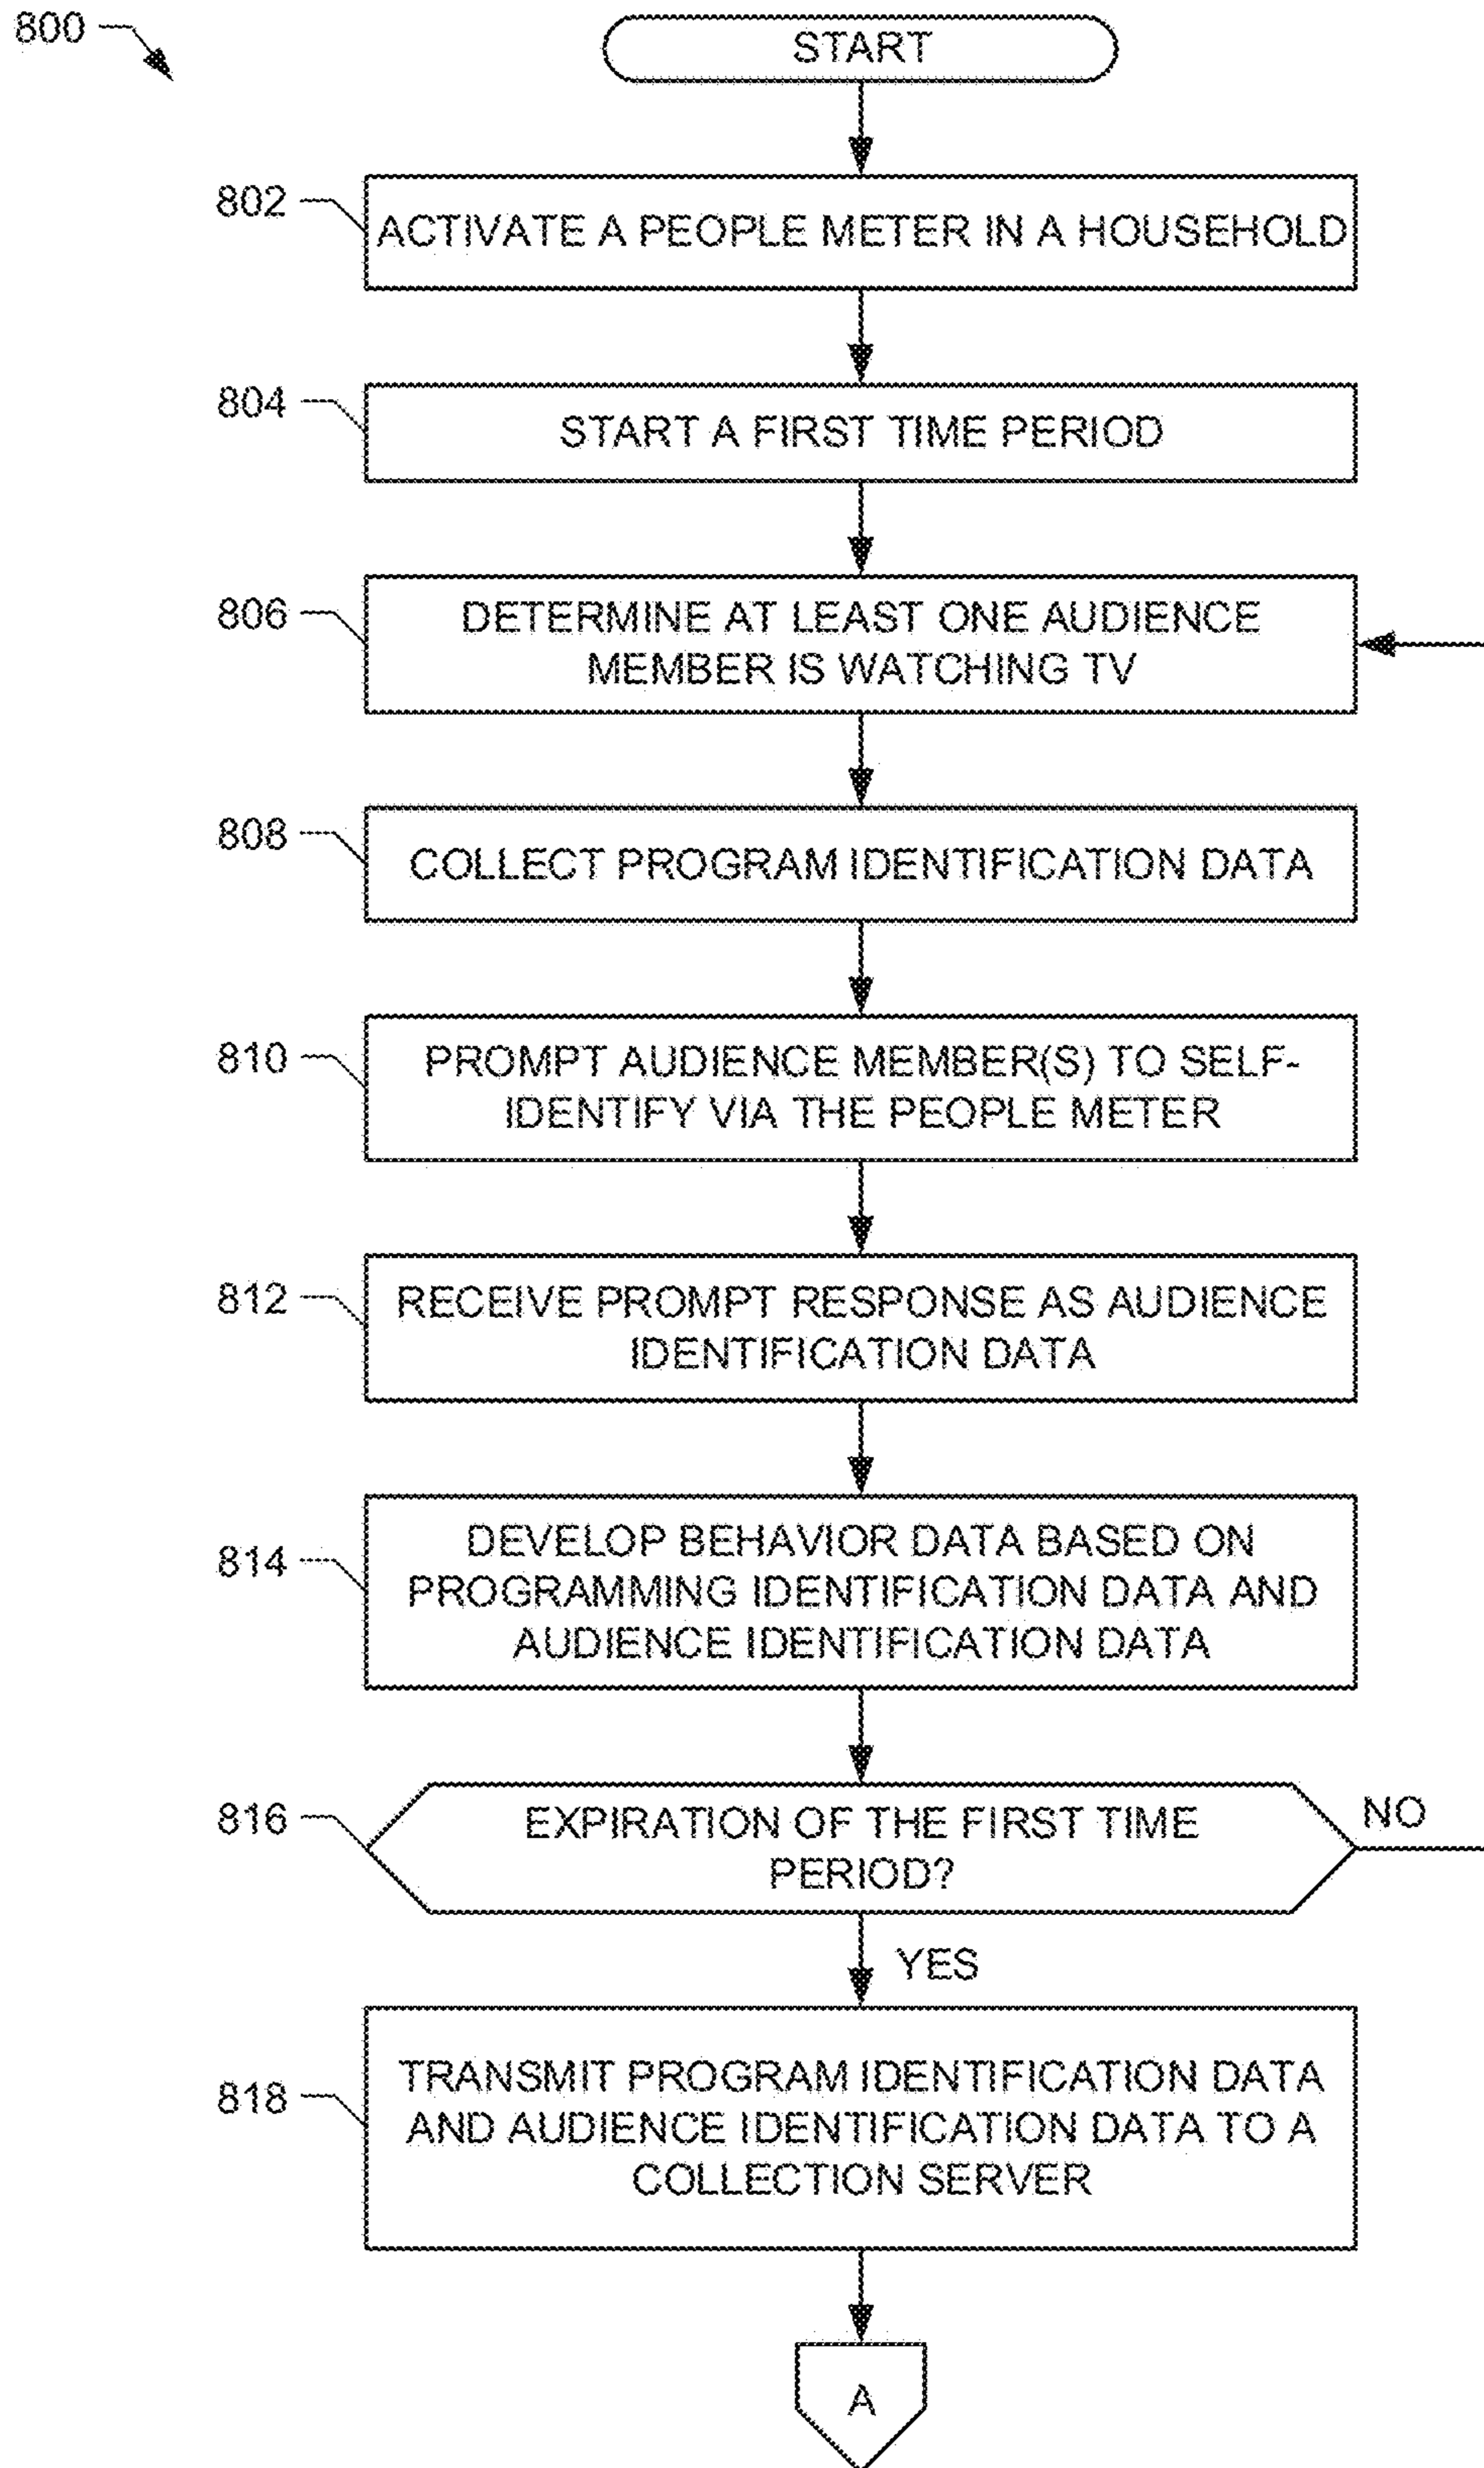 800
START
802
ACTIVATE A PEOPLE METER IN A HOUSEHOLD
804
START A FIRST TIME PERIOD
806
DETERMINE AT LEAST ONE AUDIENCE
MEMBER IS WATCHING TV
808
COLLECT PROGRAM IDENTIFICATION DATA
810
PROMPT AUDIENCE MEMBER(S) TO SELF-
IDENTIFY VIA THE PEOPLE METER
812
RECEIVE PROMPT RESPONSE AS AUDIENCE
IDENTIFICATION DATA
814
DEVELOP BEHAVIOR DATA BASED ON
PROGRAMMING IDENTIFICATION DATA AND
AUDIENCE IDENTIFICATION DATA
816
EXPIRATION OF THE FIRST TIME
PERIOD?
NO
YES
818
TRANSMIT PROGRAM IDENTIFICATION DATA
AND AUDIENCE IDENTIFICATION DATA TO A
COLLECTION SERVER
A